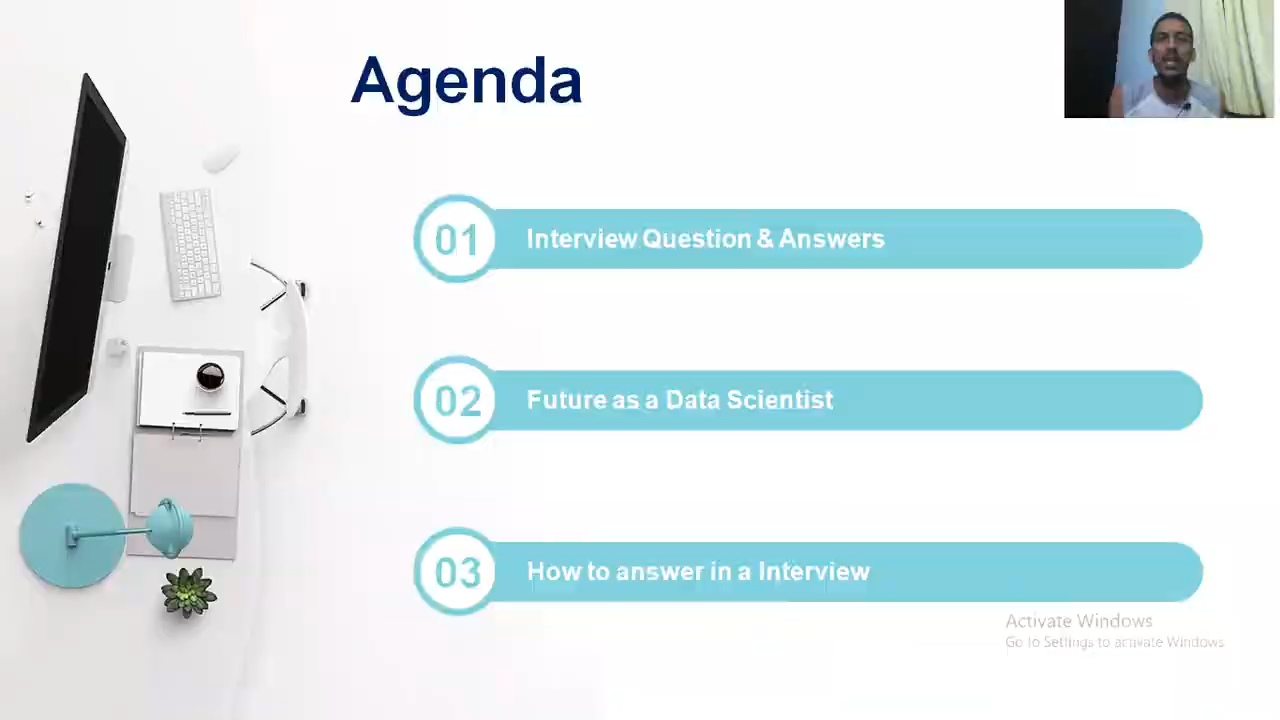 Agenda
01
Interview Question & Answers
02
Future as a Data Scientist
03
How to answer in a Interview
Activate Windows
Go to Settings to activate Windows